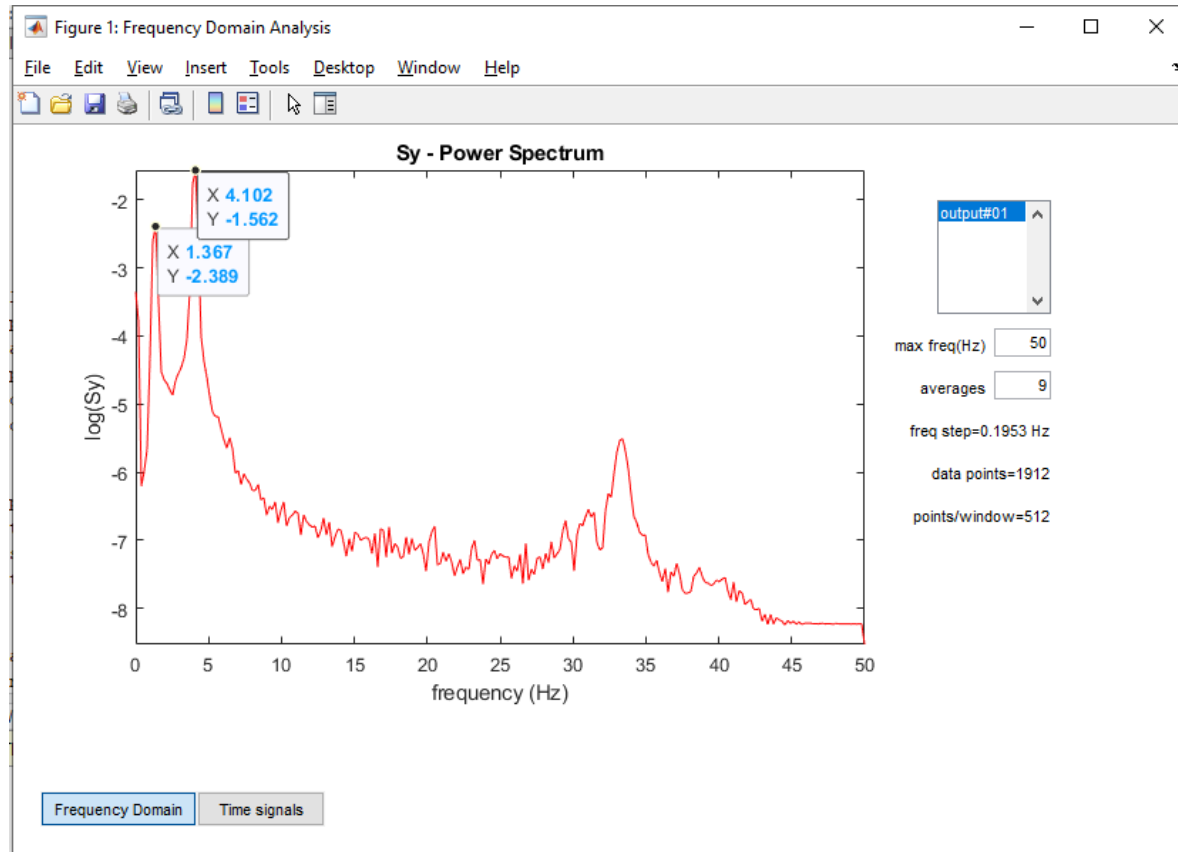 Figure 1: Frequency Domain Analysis
File Edit View Insert Tools Desktop Window Help
Sy - Power Spectrum
X 4.102
Y -1.562
X 1.367
Y -2.389
-2
-3
-4
-5
-6
-7
-8
log(Sy)
0 5 10 15 20 25 30 35 40 45 50
frequency (Hz)
output#01
max freq(Hz) 50
averages 9
freq step=0.1953 Hz
data points=1912
points/window=512
Frequency Domain Time signals